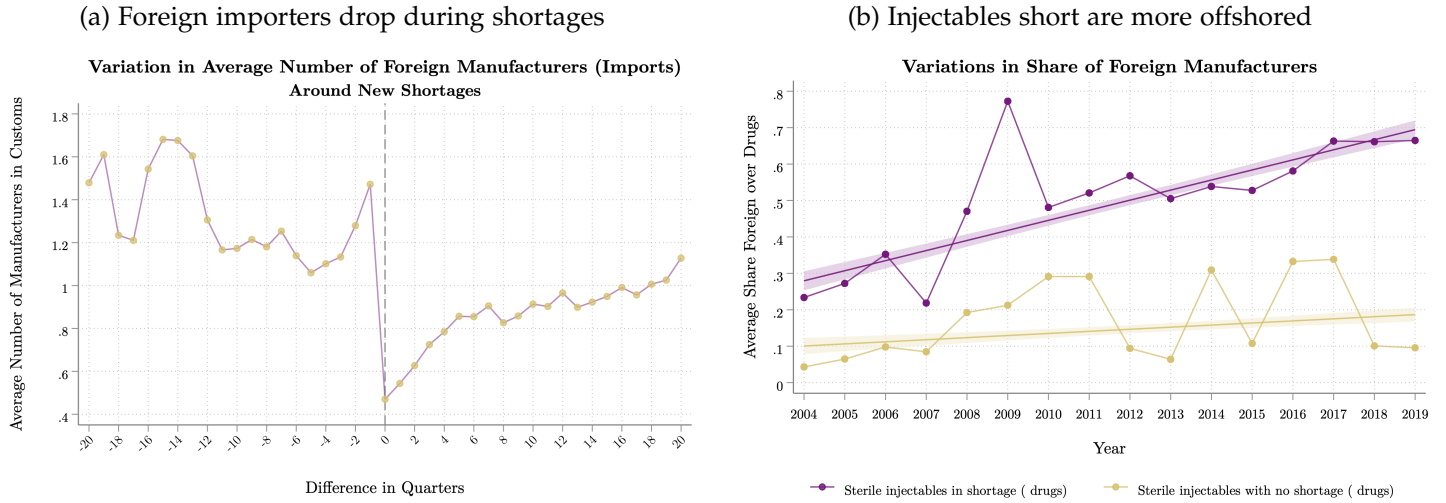 (a) Foreign importers drop during shortages
Variation in Average Number of Foreign Manufacturers (Imports)
Around New Shortages
Average Number of Manufacturers in Customs
1.8
1.6
1.4
1.2
1
.8
.6
.4
-20 -18 -16 -14 -12 -10 -8 -6 -4 -2 0 2 4 6 8 10 12 14 16 18 20
Difference in Quarters
(b) Injectables short are more offshored
Variations in Share of Foreign Manufacturers
Average Share Foreign over Drugs
.8
.7
.6
.5
.4
.3
.2
.1
0
2004 2005 2006 2007 2008 2009 2010 2011 2012 2013 2014 2015 2016 2017 2018 2019
Year
Sterile injectables in shortage ( drugs) Sterile injectables with no shortage ( drugs)